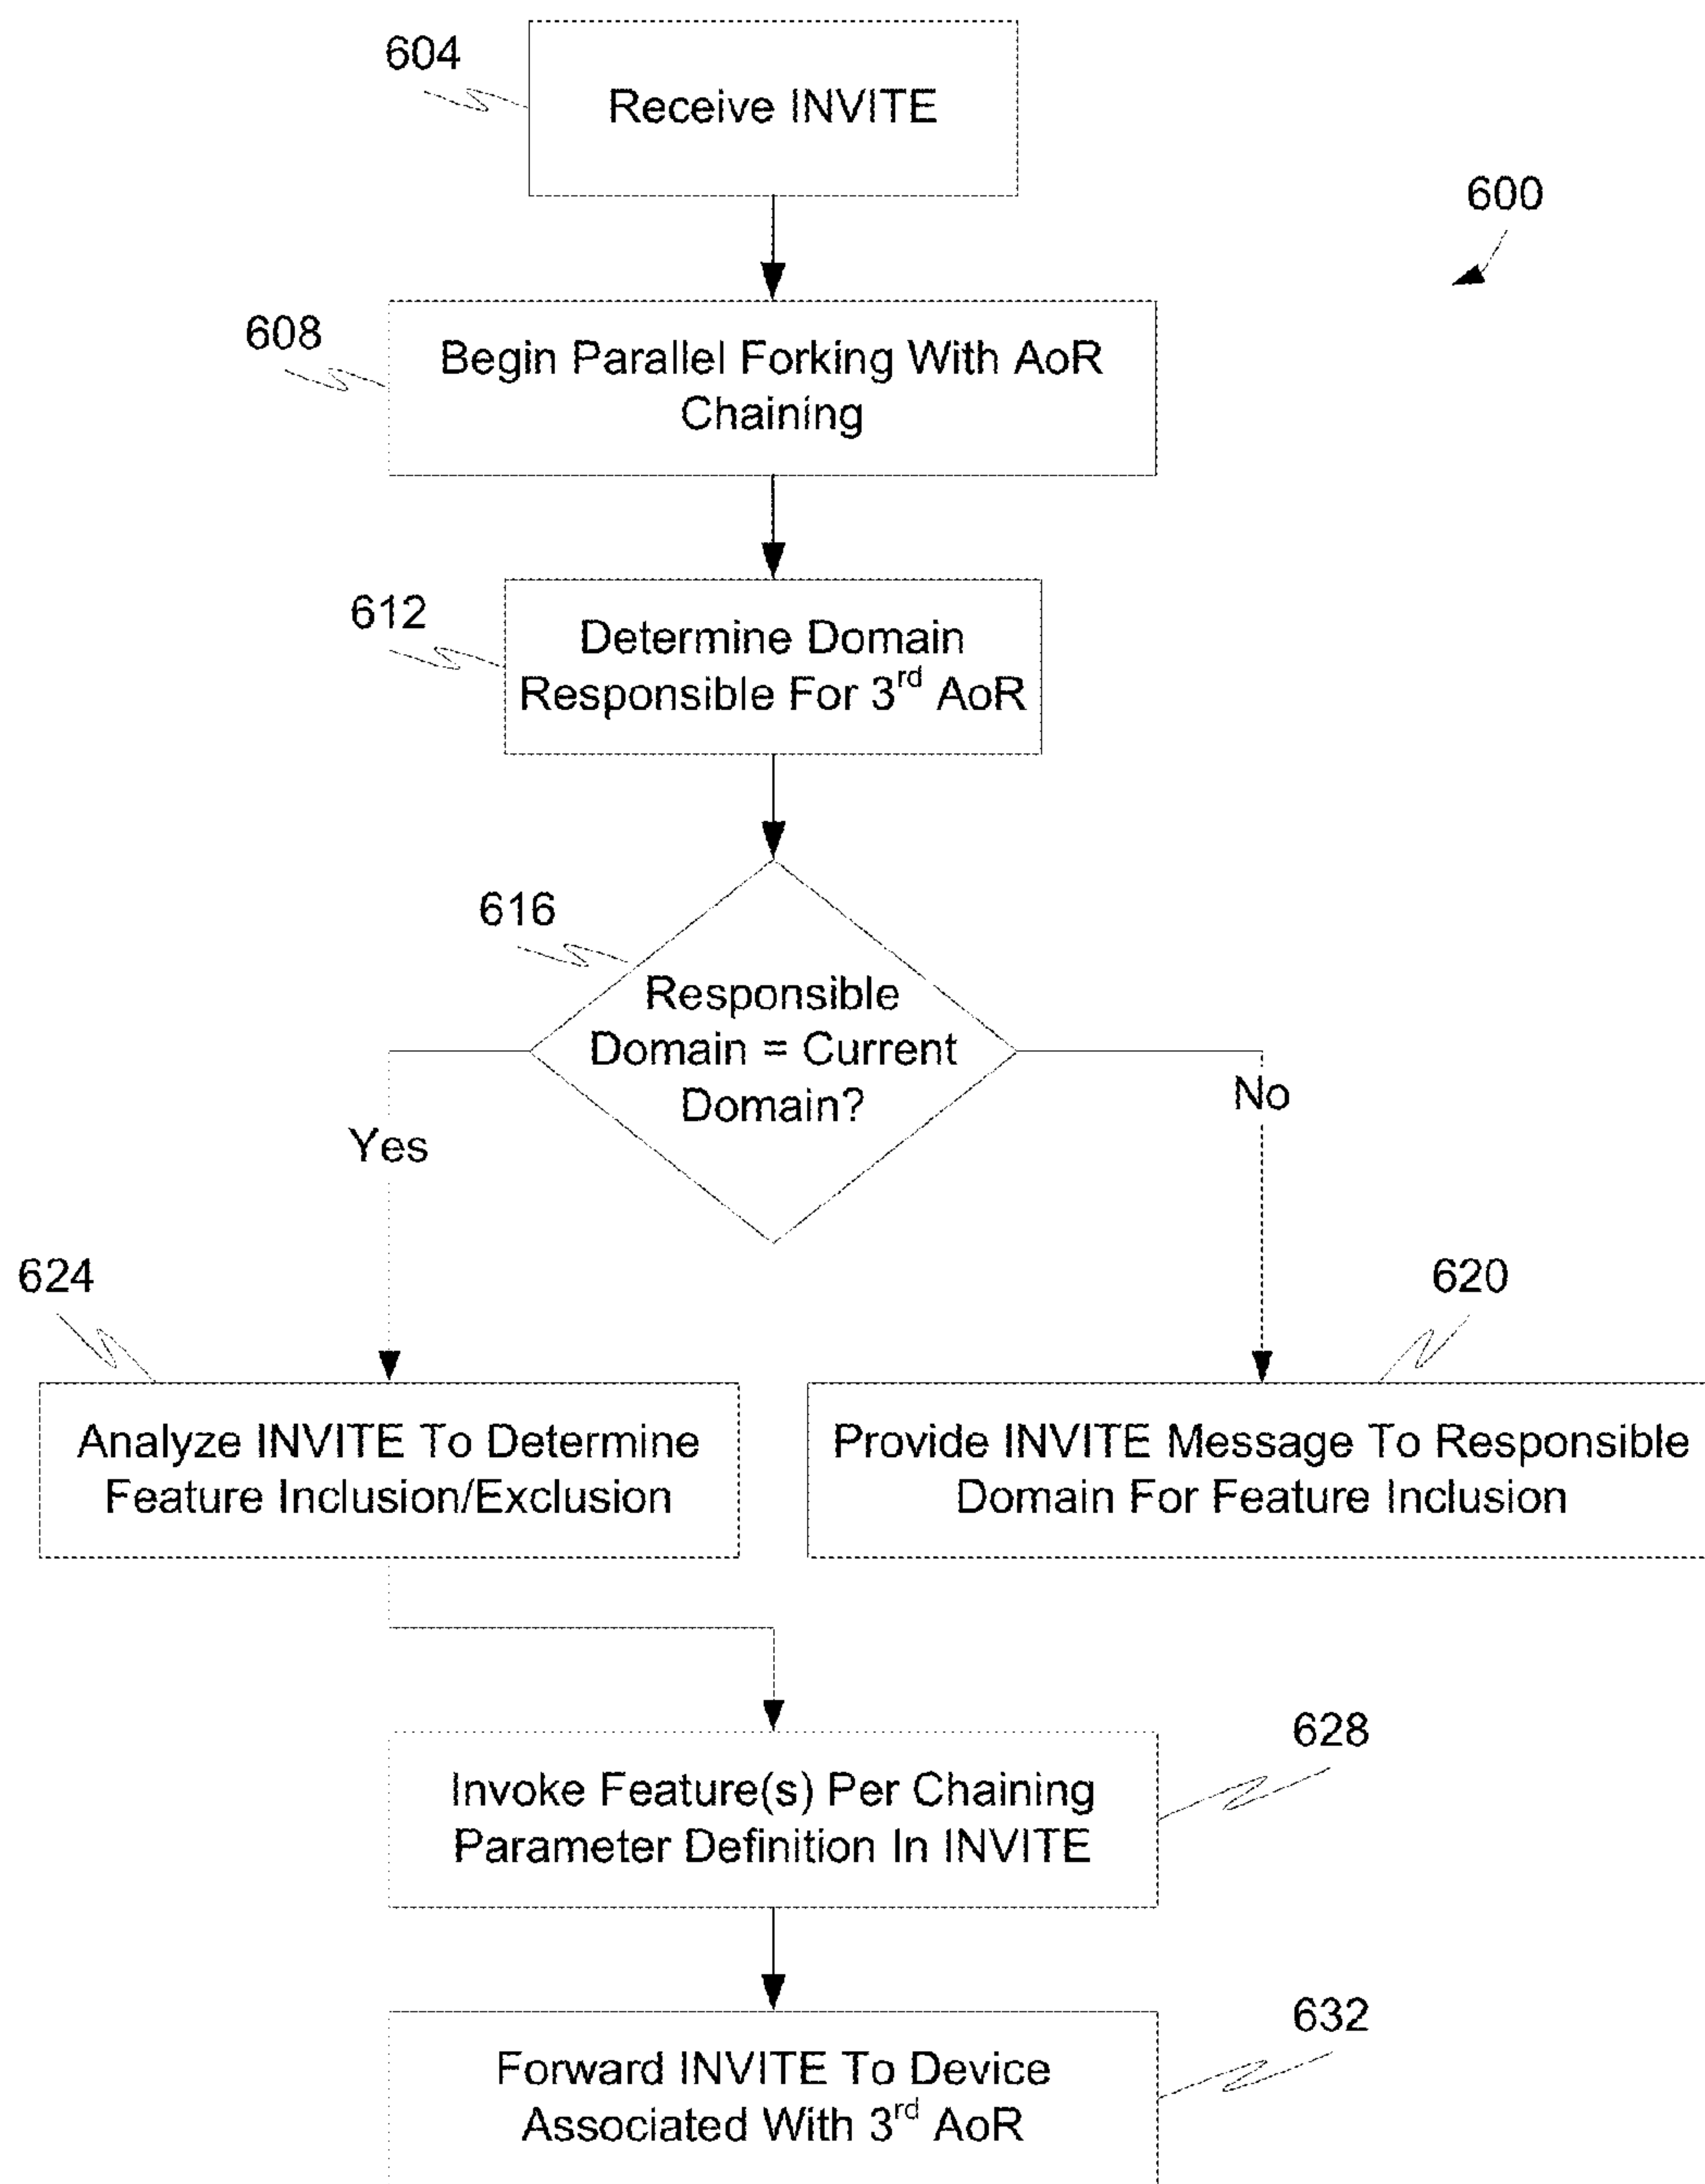 604
Receive INVITE
600
608
Begin Parallel Forking With AoR
Chaining
612
Determine Domain
Responsible For 3rd AoR
616
Responsible
Domain = Current
Domain?
Yes
No
624
620
Analyze INVITE To Determine
Feature Inclusion/Exclusion
Provide INVITE Message To Responsible
Domain For Feature Inclusion
628
Invoke Feature(s) Per Chaining
Parameter Definition In INVITE
632
Forward INVITE To Device
Associated With 3rd AoR